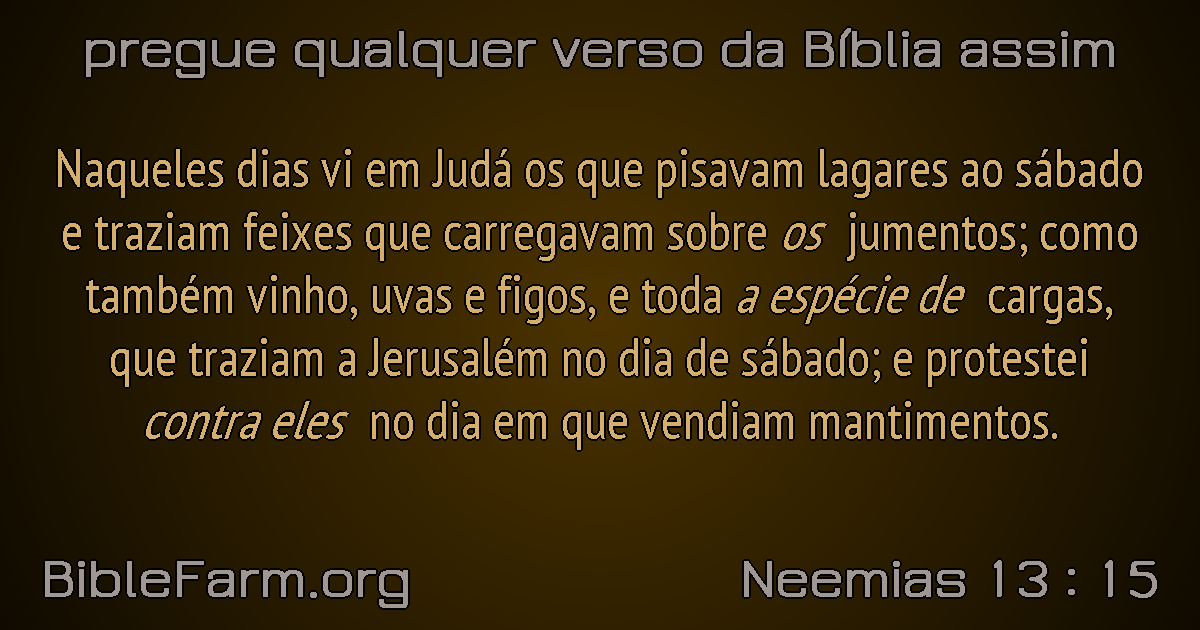 pregue qualquer verso da Bíblia assim
Naqueles dias vi em Judá os que pisavam lagares ao sábado
e traziam feixes que carregavam sobre os jumentos; como
também vinho, uvas e figos, e toda a espécie de cargas,
que traziam a Jerusalém no dia de sábado; e protestei
contra eles no dia em que vendiam mantimentos.
BibleFarm.org
Neemias 13 : 15